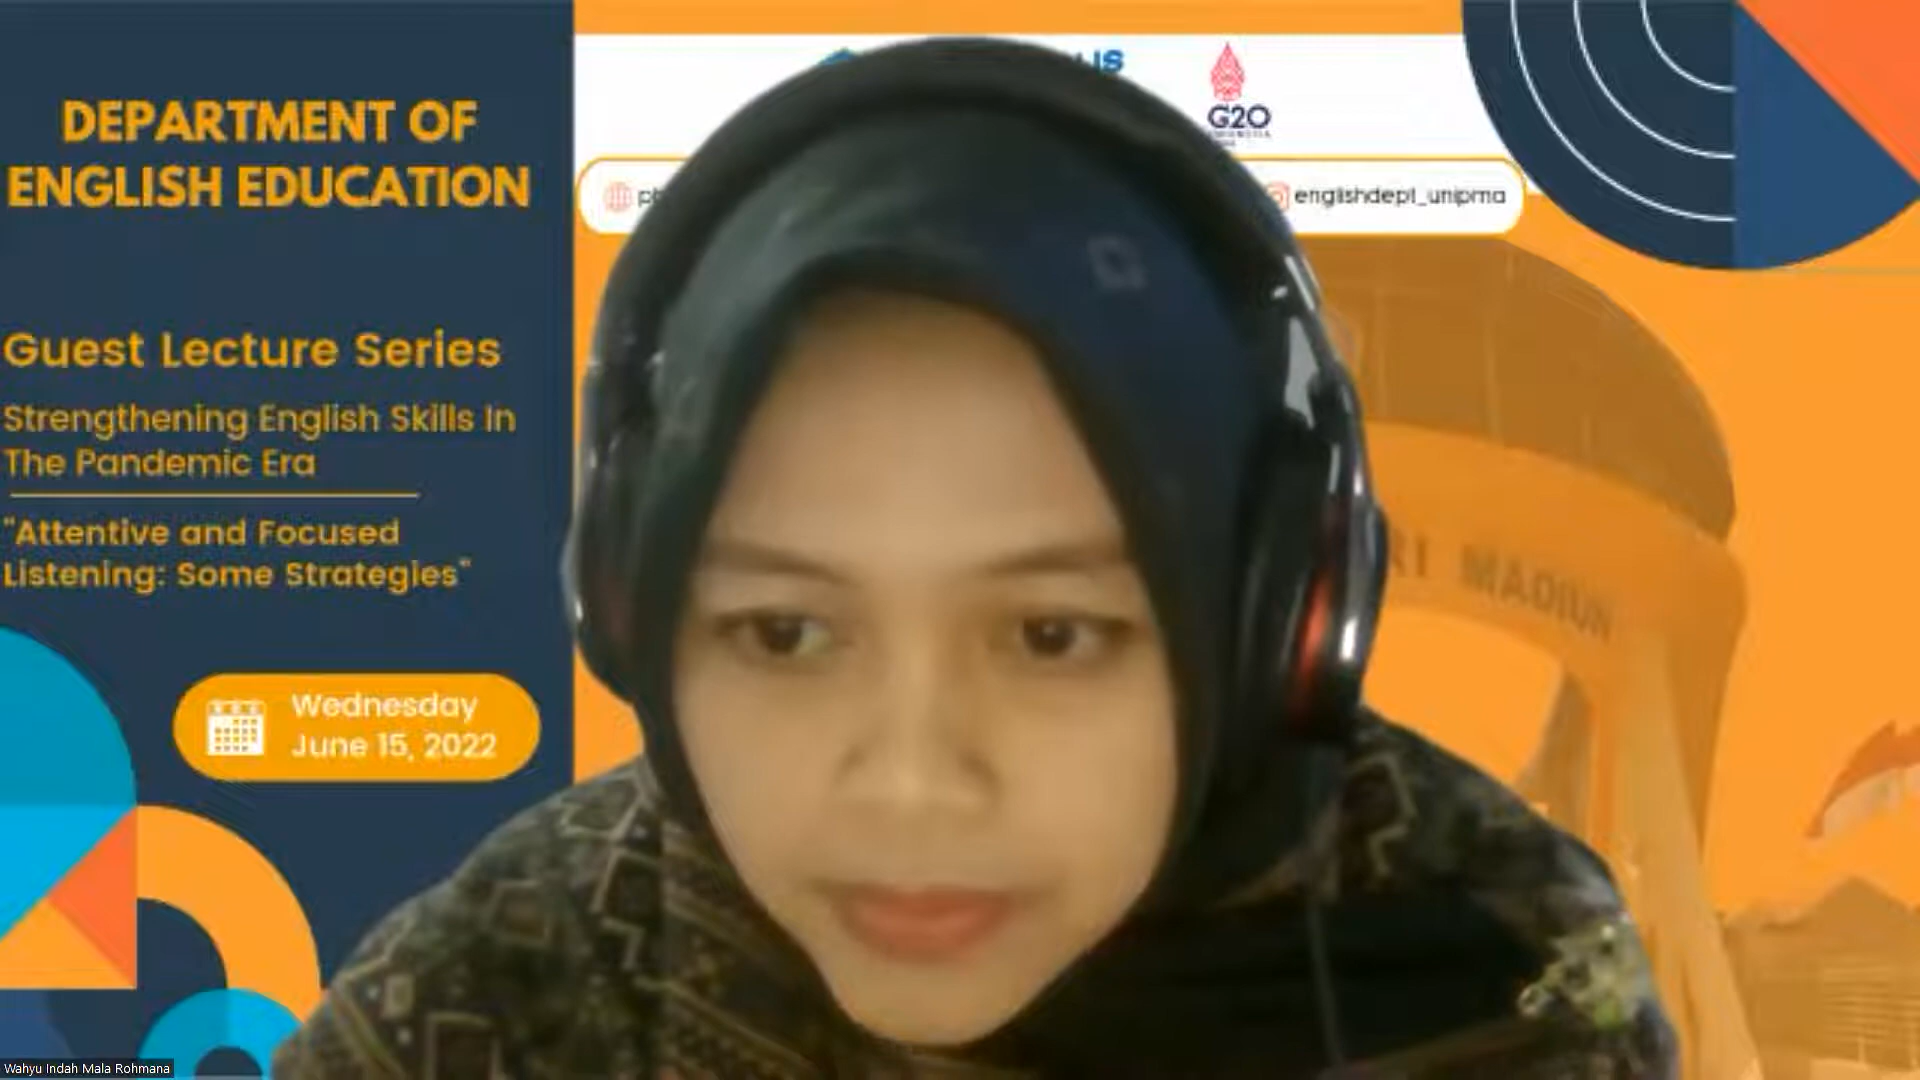 DEPARTMENT OF
ENGLISH EDUCATION
Guest Lecture Series
Strengthening English Skills In
The Pandemic Era
"Attentive and Focused
Listening: Some Strategies"
Wednesday
June 15, 2022
G20
englishdept_unipma
MADIUN
Wahyu Indah Mala Rohmana